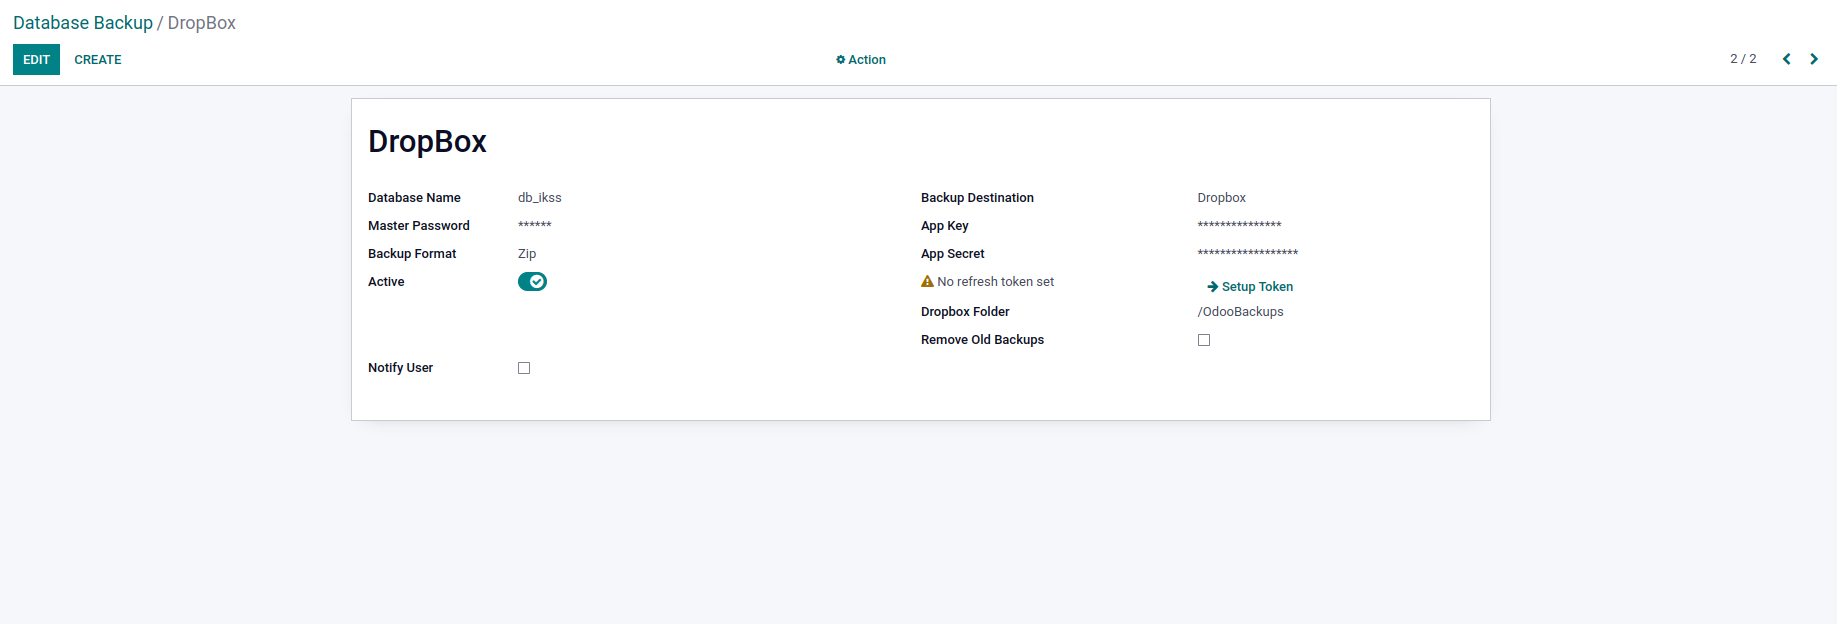 Database Backup / DropBox
EDIT CREATE Action 2 / 2
DropBox
Database Name db_ikss
Master Password ******
Backup Format Zip
Active
Notify User
Backup Destination Dropbox
App Key ***************
App Secret ******************
No refresh token set Setup Token
Dropbox Folder /OdooBackups
Remove Old Backups